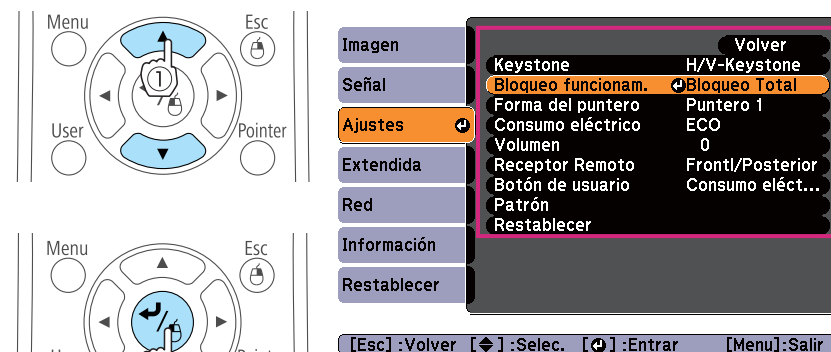 Menu
Esc
1
User
Pointer
Menu
Esc
Imagen
Señal
Ajustes
Extendida
Red
Información
Restablecer
Volver
Keystone H/V-Keystone
Bloqueo funcionam. Bloqueo Total
Forma del puntero Puntero 1
Consumo eléctrico ECO
Volumen 0
Receptor Remoto Frontl/Posterior
Botón de usuario Consumo eléct...
Patrón
Restablecer
[Esc]:Volver [ ]:Selec. [ ]:Entrar [Menu]:Salir